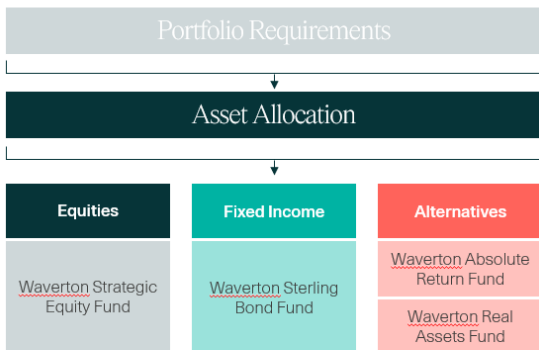 Portfolio Requirements
Asset Allocation
Equities
Fixed Income
Alternatives
Waverton Strategic
Equity Fund
Waverton Sterling
Bond Fund
Waverton Absolute
Return Fund
Waverton Real
Assets Fund